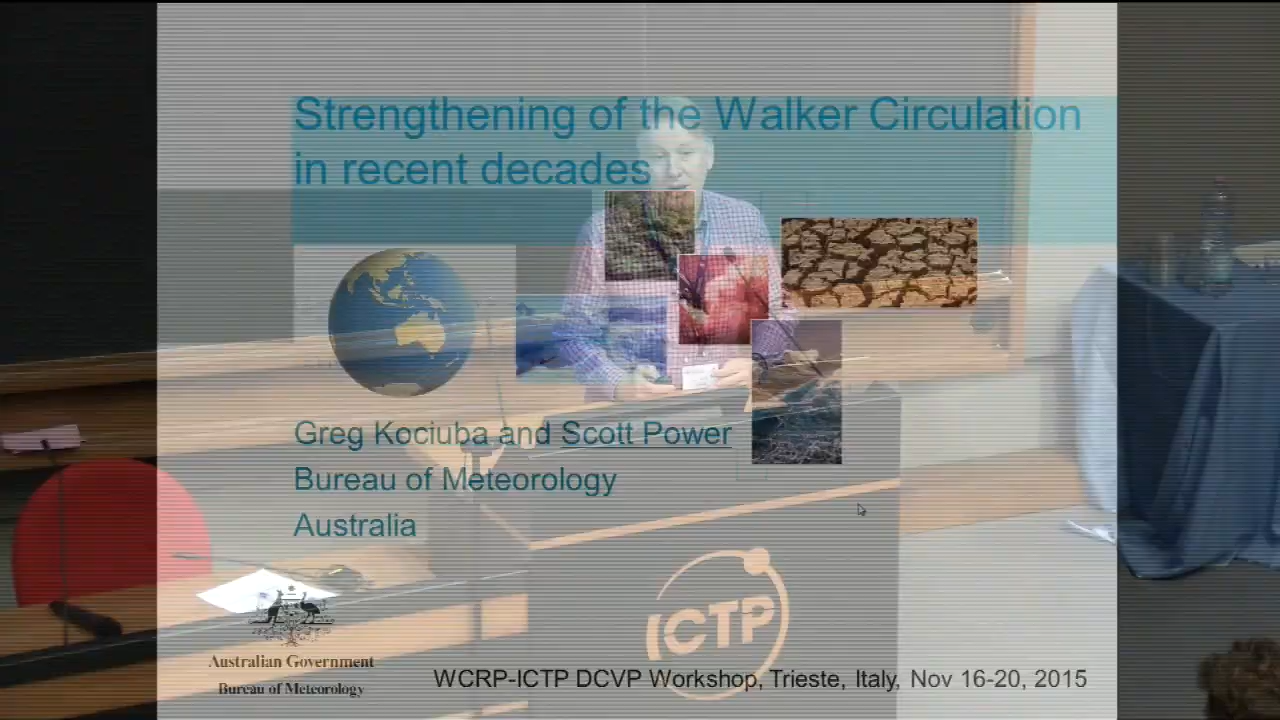 Strengthening of the Walker Circulation
in recent decades
Greg Kociuba and Scott Power
Bureau of Meteorology
Australia
ICTP
Australian Government
Bureau of Meteorology
WCRP-ICTP DCVP Workshop, Trieste, Italy, Nov 16-20, 2015